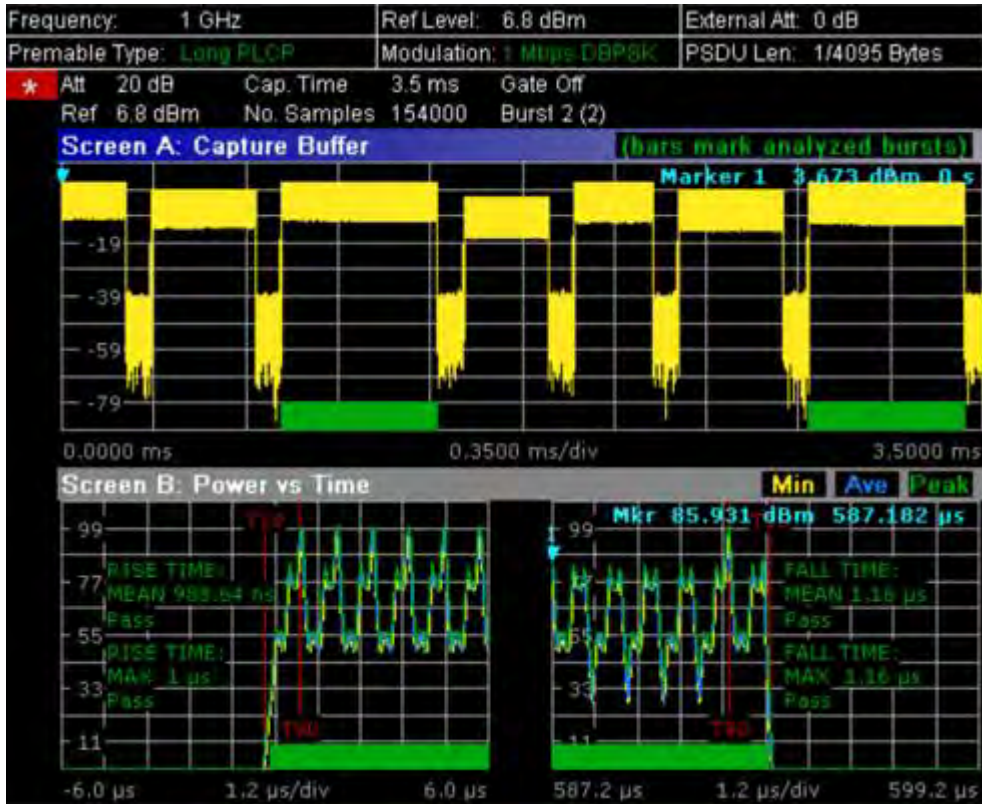 Frequency: 1 GHz Ref Level: 6.8 dBm External Att: 0 dB
Premable Type: Long PLCP Modulation: 1 Mbps DBPSK PSDU Len: 1/4095 Bytes
* Att 20 dB Cap. Time 3.5 ms Gate Off
Ref 6.8 dBm No. Samples 154000 Burst 2 (2)
Screen A: Capture Buffer (bars mark analyzed bursts)
Marker 1 3.673 dBm 0 s
-19
-39
-59
-79
0.0000 ms 0.3500 ms/div 3.5000 ms
Screen B: Power vs Time Min Ave Peak
Mkr 85.931 dBm 587.182 µs
1
99 99
77 77
RISE TIME: FALL TIME:
MEAN 983.64 ns MEAN 1.16 µs
Pass Pass
55 55
RISE TIME: FALL TIME:
MAX 1 µs MAX 1.16 µs
33 33
Pass Pass
11 11
-6.0 µs 1.2 µs/div 6.0 µs 587.2 µs 1.2 µs/div 599.2 µs